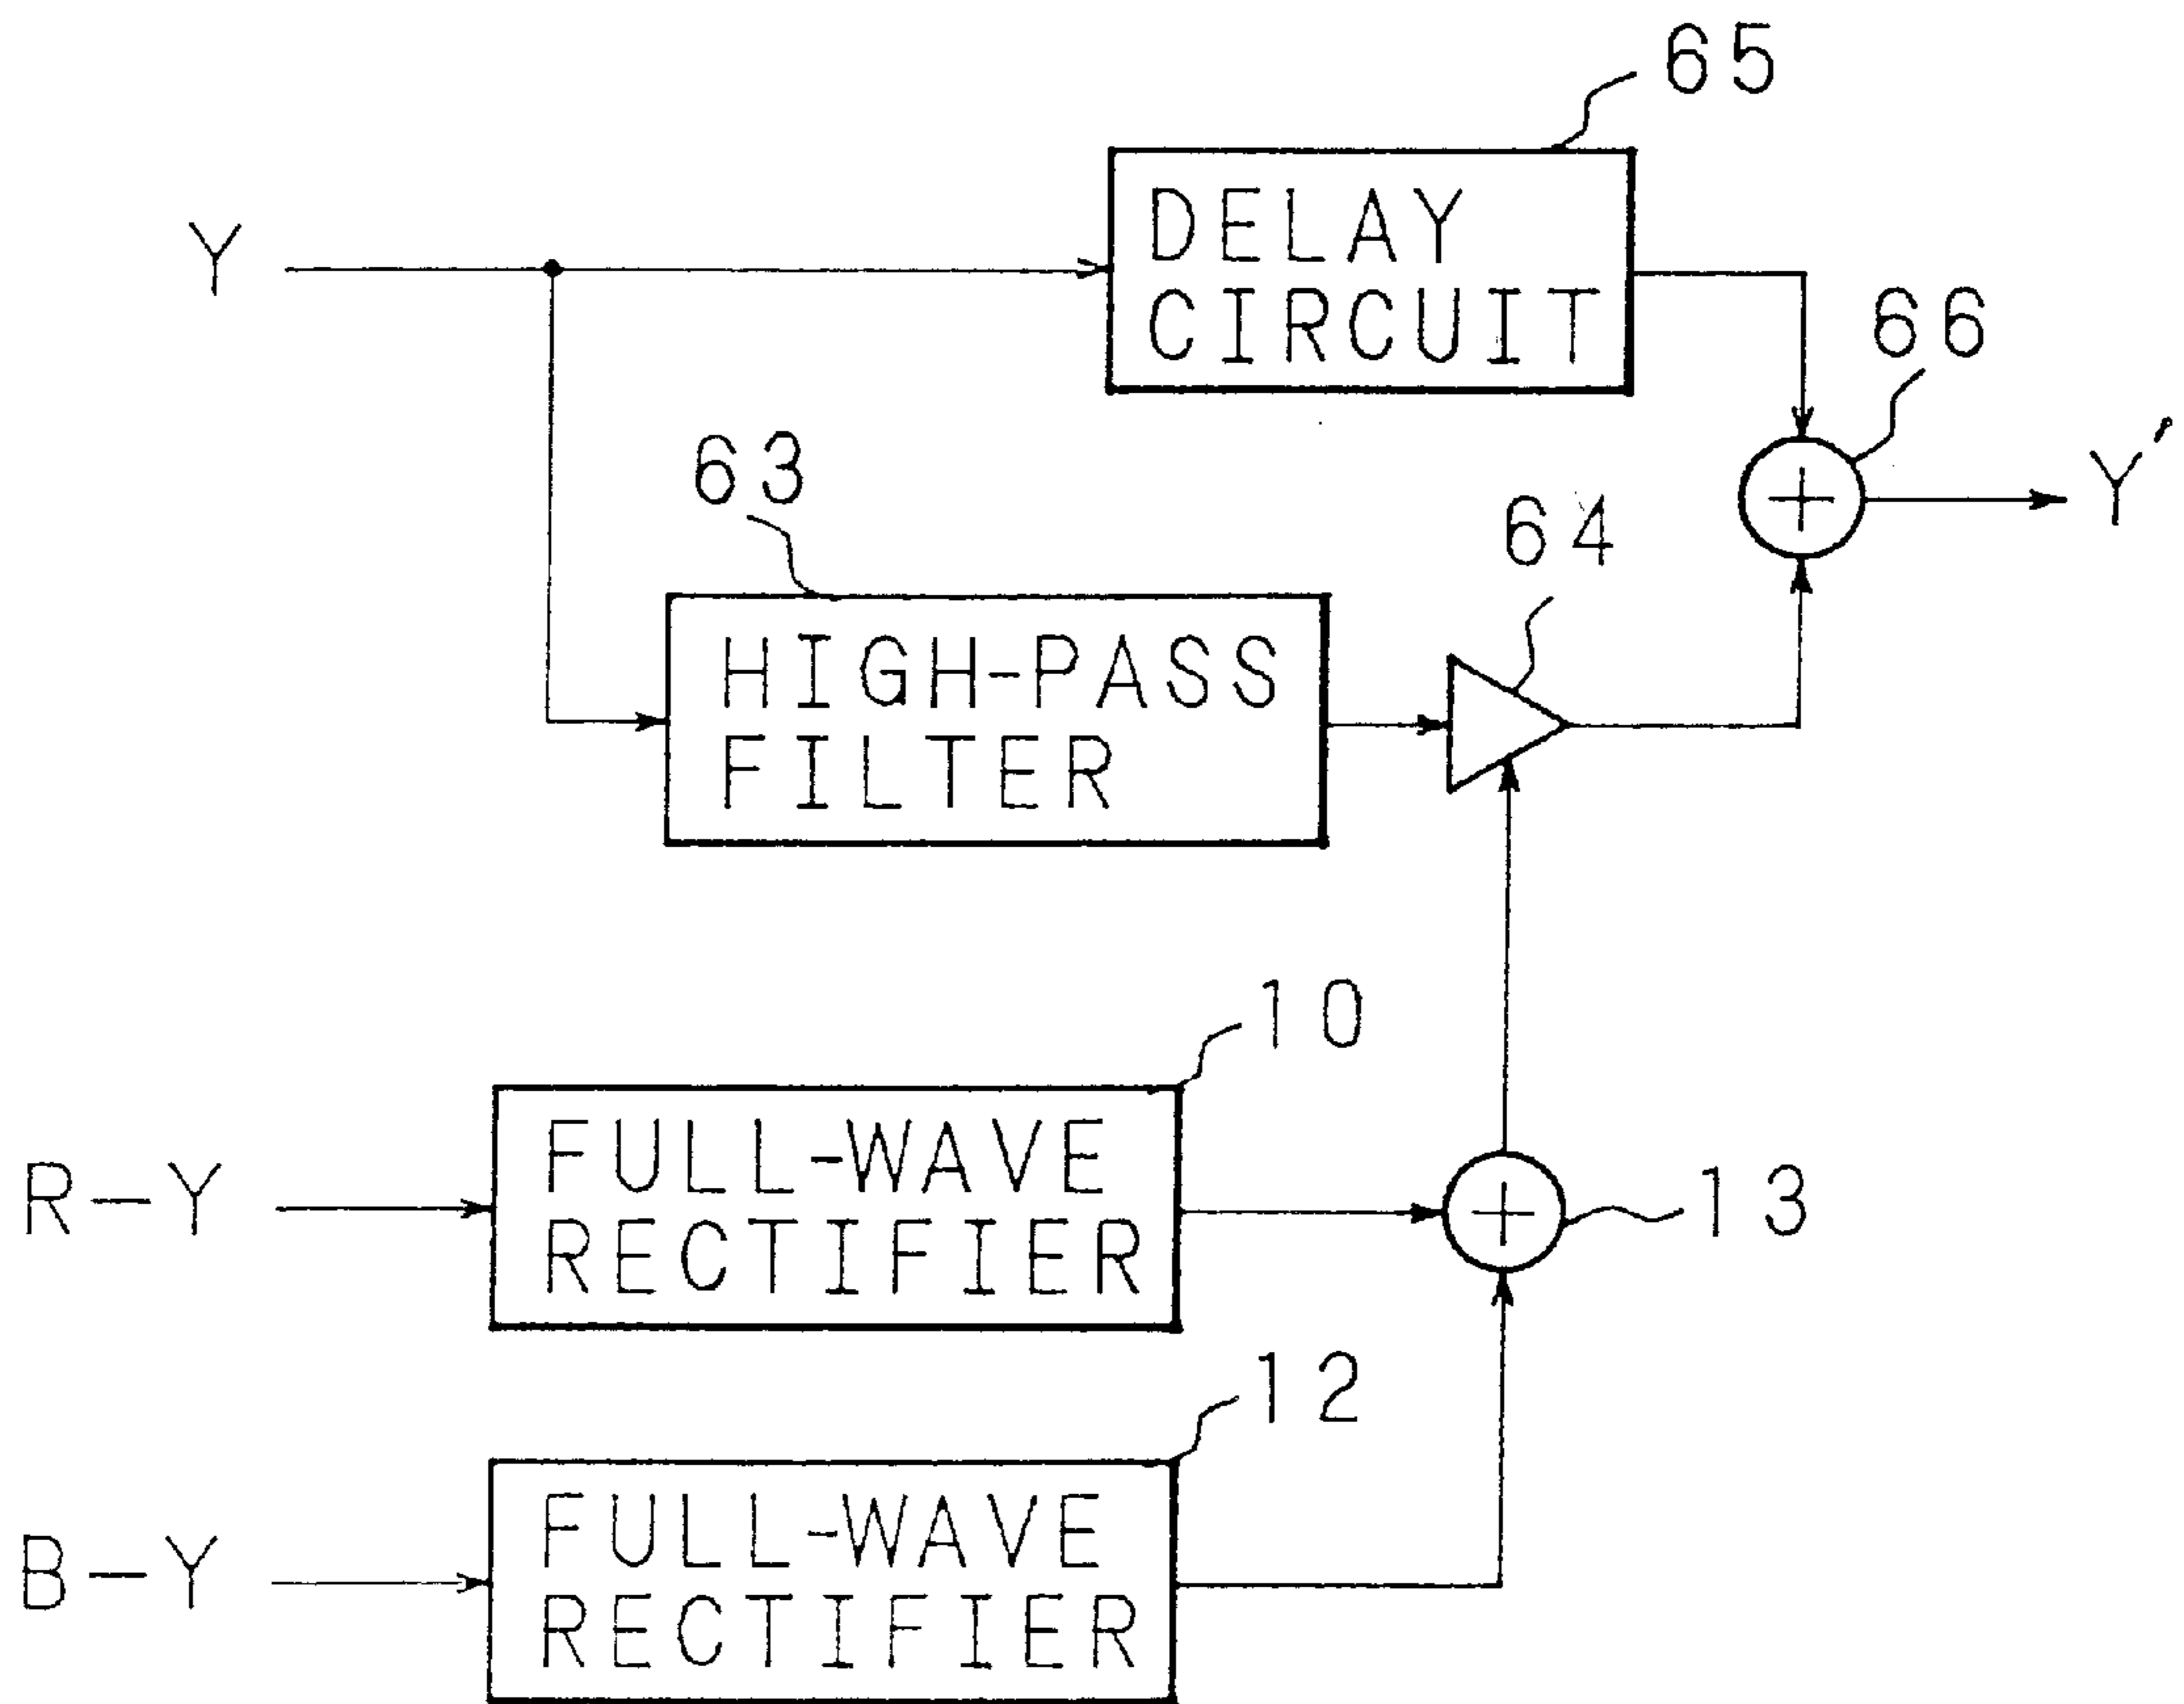 65
DELAY
CIRCUIT
Y
66
63
Y'
64
HIGH-PASS
FILTER
10
FULL-WAVE
RECTIFIER
R-Y
13
12
FULL-WAVE
RECTIFIER
B-Y